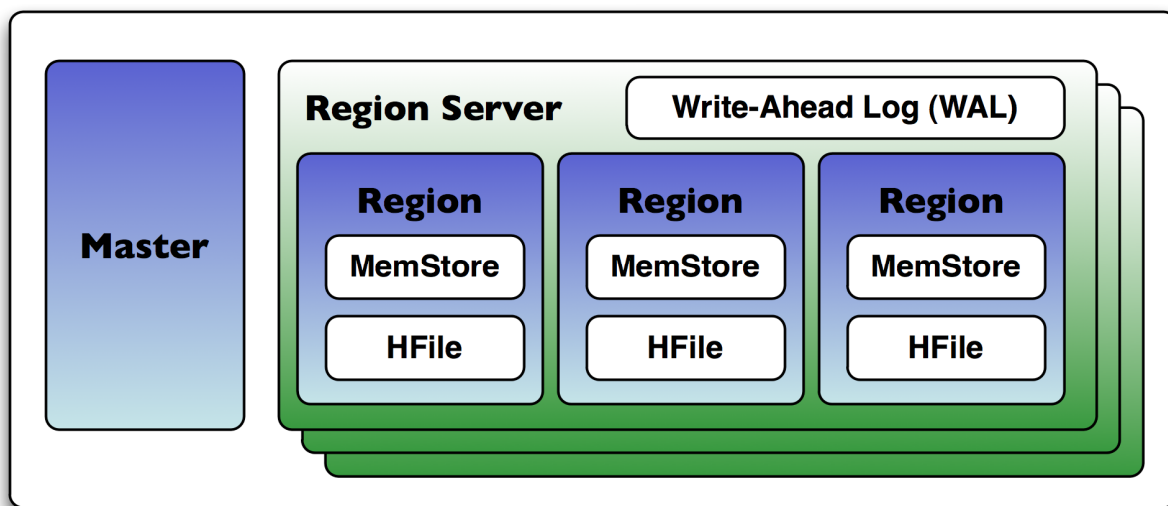 Master
Region Server
Write-Ahead Log (WAL)
Region
MemStore
HFile
Region
MemStore
HFile
Region
MemStore
HFile